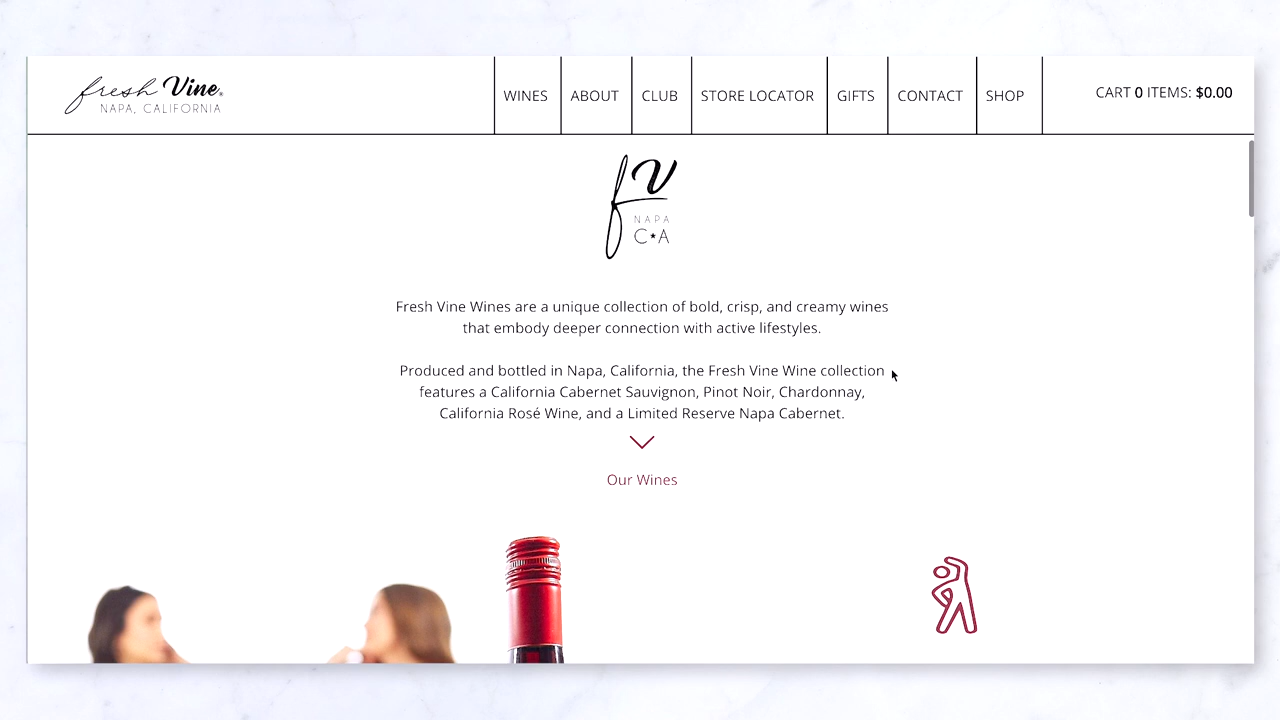 fresh Vine®
NAPA, CALIFORNIA
WINES
ABOUT
CLUB
STORE LOCATOR
GIFTS
CONTACT
SHOP
CART 0 ITEMS: $0.00
fV
NAPA
C★A
Fresh Vine Wines are a unique collection of bold, crisp, and creamy wines
that embody deeper connection with active lifestyles.
Produced and bottled in Napa, California, the Fresh Vine Wine collection
features a California Cabernet Sauvignon, Pinot Noir, Chardonnay,
California Rosé Wine, and a Limited Reserve Napa Cabernet.
Our Wines